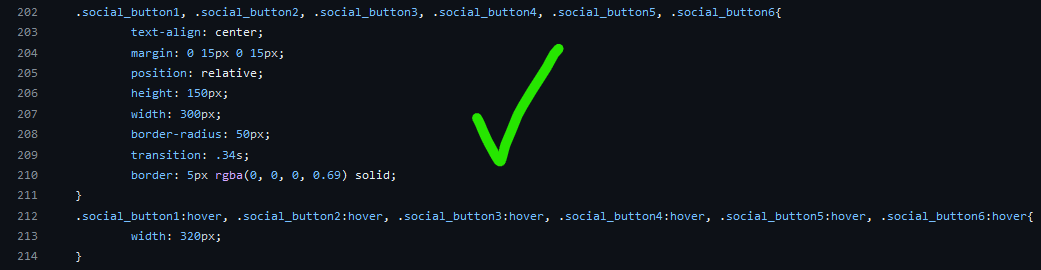 202 .social_button1, .social_button2, .social_button3, .social_button4, .social_button5, .social_button6{
203 text-align: center;
204 margin: 0 15px 0 15px;
205 position: relative;
206 height: 150px;
207 width: 300px;
208 border-radius: 50px;
209 transition: .34s;
210 border: 5px rgba(0, 0, 0, 0.69) solid;
211 }
212 .social_button1:hover, .social_button2:hover, .social_button3:hover, .social_button4:hover, .social_button5:hover, .social_button6:hover{
213 width: 320px;
214 }